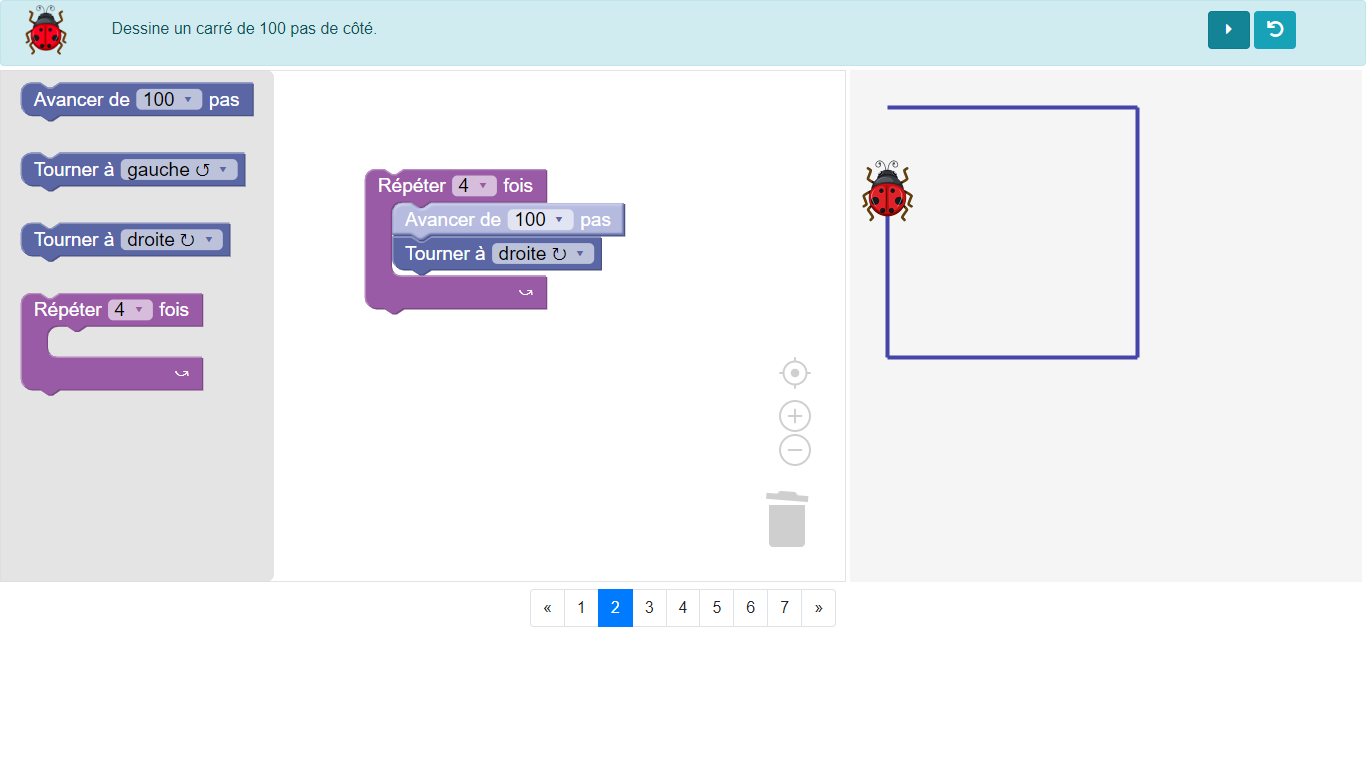 Dessine un carré de 100 pas de côté.
Avancer de 100 pas
Tourner à gauche ↺
Tourner à droite ↻
Répéter 4 fois
Répéter 4 fois
Avancer de 100 pas
Tourner à droite ↻
« 1 2 3 4 5 6 7 »